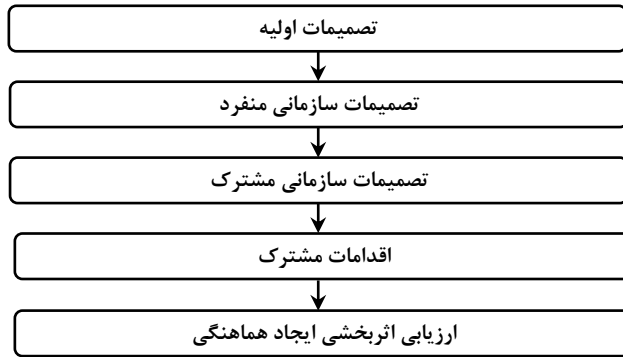 تصمیمات اولیه
تصمیمات سازمانی منفرد
تصمیمات سازمانی مشترک
اقدامات مشترک
ارزیابی اثربخشی ایجاد هماهنگی